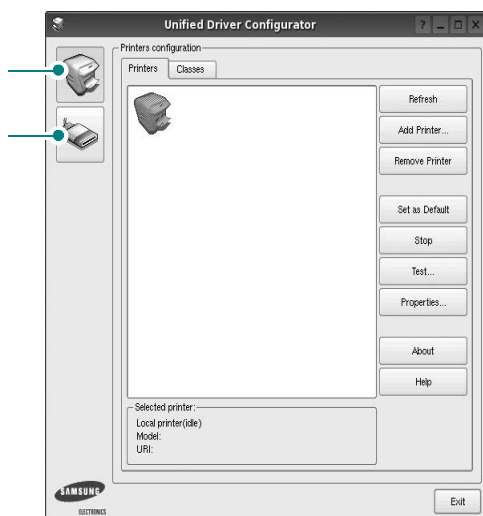 Unified Driver Configurator
Printers configuration
Printers
Classes
Refresh
Add Printer...
Remove Printer
Set as Default
Stop
Test...
Properties...
About
Help
Selected printer:
Local printer(idle)
Model:
URI:
SAMSUNG
ELECTRONICS
Exit